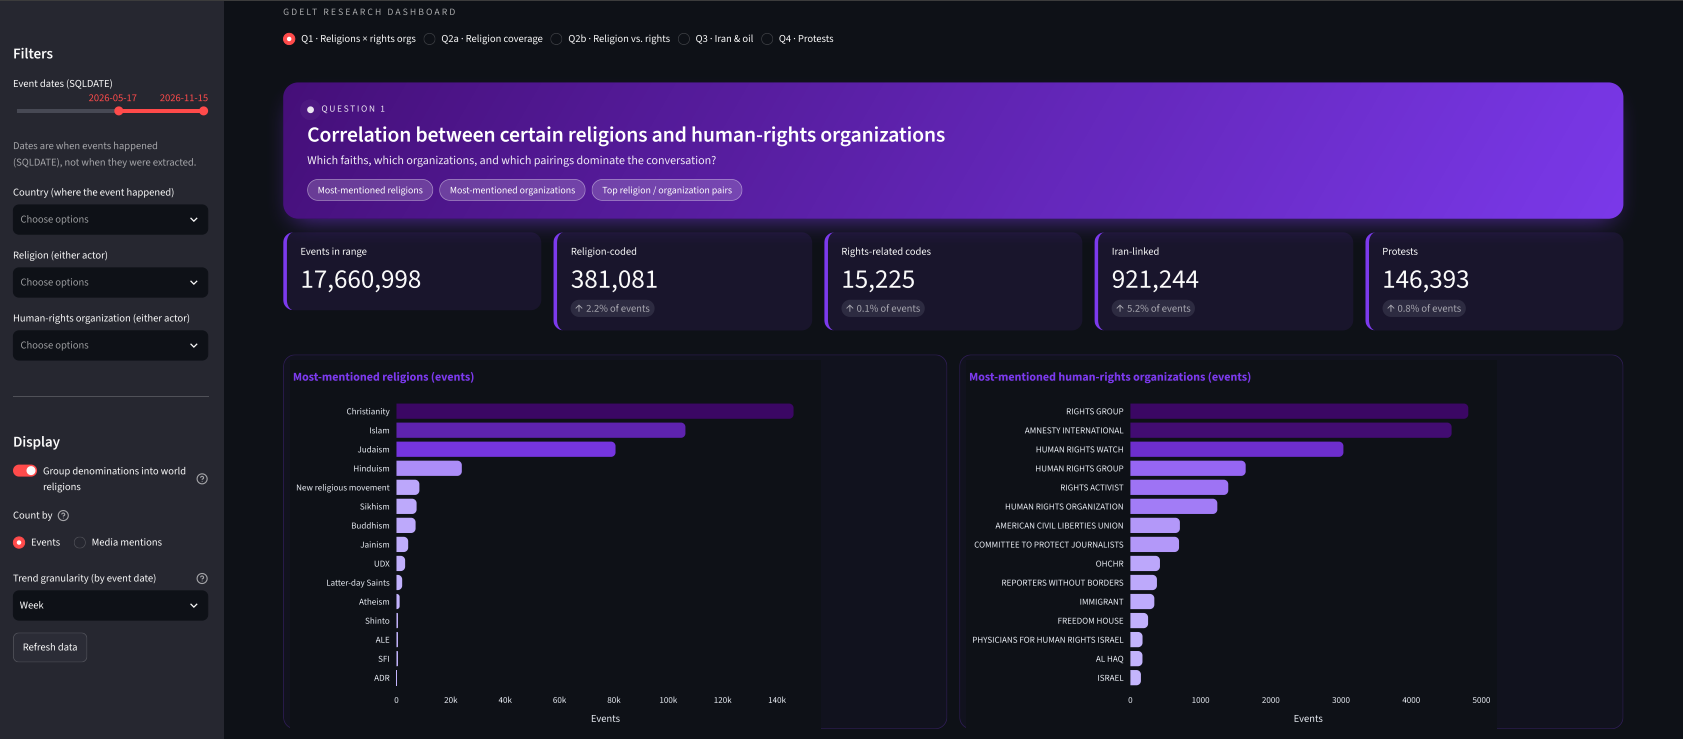 GDELT RESEARCH DASHBOARD
Q1 · Religions × rights orgs
Q2a · Religion coverage
Q2b · Religion vs. rights
Q3 · Iran & oil
Q4 · Protests
Filters
Event dates (SQLDATE)
2026-05-17
2026-11-15
Dates are when events happened
(SQLDATE), not when they were extracted.
Country (where the event happened)
Choose options
Religion (either actor)
Choose options
Human-rights organization (either actor)
Choose options
Display
Group denominations into world
religions
Count by
Events
Media mentions
Trend granularity (by event date)
Week
Refresh data
QUESTION 1
Correlation between certain religions and human-rights organizations
Which faiths, which organizations, and which pairings dominate the conversation?
Most-mentioned religions
Most-mentioned organizations
Top religion / organization pairs
Events in range
17,660,998
Religion-coded
381,081
↑ 2.2% of events
Rights-related codes
15,225
↑ 0.1% of events
Iran-linked
921,244
↑ 5.2% of events
Protests
146,393
↑ 0.8% of events
Most-mentioned religions (events)
Christianity
Islam
Judaism
Hinduism
New religious movement
Sikhism
Buddhism
Jainism
UDX
Latter-day Saints
Atheism
Shinto
ALE
SFI
ADR
0 20k 40k 60k 80k 100k 120k 140k
Events
Most-mentioned human-rights organizations (events)
RIGHTS GROUP
AMNESTY INTERNATIONAL
HUMAN RIGHTS WATCH
HUMAN RIGHTS GROUP
RIGHTS ACTIVIST
HUMAN RIGHTS ORGANIZATION
AMERICAN CIVIL LIBERTIES UNION
COMMITTEE TO PROTECT JOURNALISTS
OHCHR
REPORTERS WITHOUT BORDERS
IMMIGRANT
FREEDOM HOUSE
PHYSICIANS FOR HUMAN RIGHTS ISRAEL
AL HAQ
ISRAEL
0 1000 2000 3000 4000 5000
Events